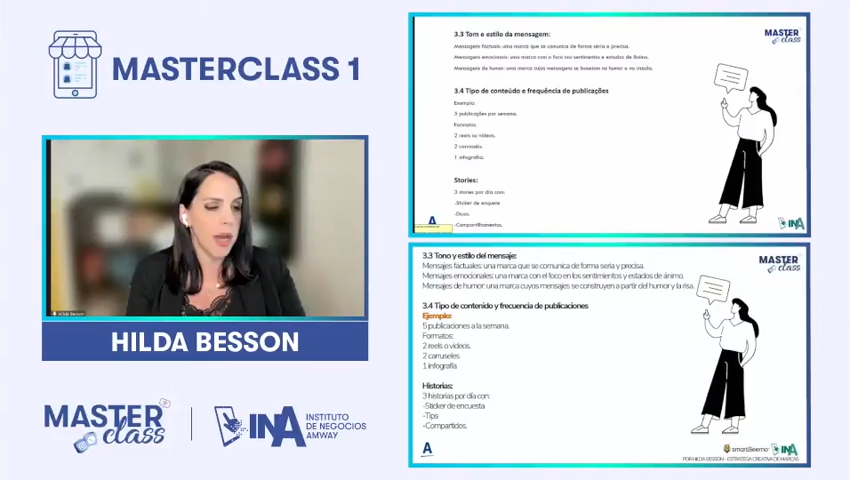 MASTERCLASS 1
Hilda Besson
HILDA BESSON
MASTER
class
INA
INSTITUTO
DE NEGOCIOS
AMWAY
3.3 Tom e estilo da mensagem:
Mensagens factuais: uma marca que se comunica de forma séria e precisa.
Mensagens emocionais: uma marca com o foco nos sentimentos e estados de ânimo.
Mensagens de humor: uma marca cujas mensagens se baseiam no humor e no
3.4 Tipo de conteúdo e frequência de publicações
Exemplo:
5 publicações por semana.
Formatos:
2 reels ou vídeos.
2 carrosséis.
1 infografia.
Stories:
3 stories por dia com:
-Sticker de enquete
-Dicas.
-Compartilhamentos.
MASTER
class
A
INA
3.3 Tono y estilo del mensaje:
Mensajes factuales: una marca que se comunica de forma seria y precisa.
Mensajes emocionales: una marca con el foco en los sentimientos y estados de ánimo.
Mensajes de humor: una marca cuyos mensajes se construyen a partir del humor y la risa.
3.4 Tipo de contenido y frecuencia de publicaciones
Ejemplo:
5 publicaciones a la semana.
Formatos:
2 reels o videos.
2 carruseles
1 infografía
Historias:
3 historias por día con:
-Sticker de encuesta
-Tips
-Compartidos.
MASTER
class
A
smartBeemo
INA
POR HILDA BESSON - ESTRATEGA CREATIVA DE MARCAS